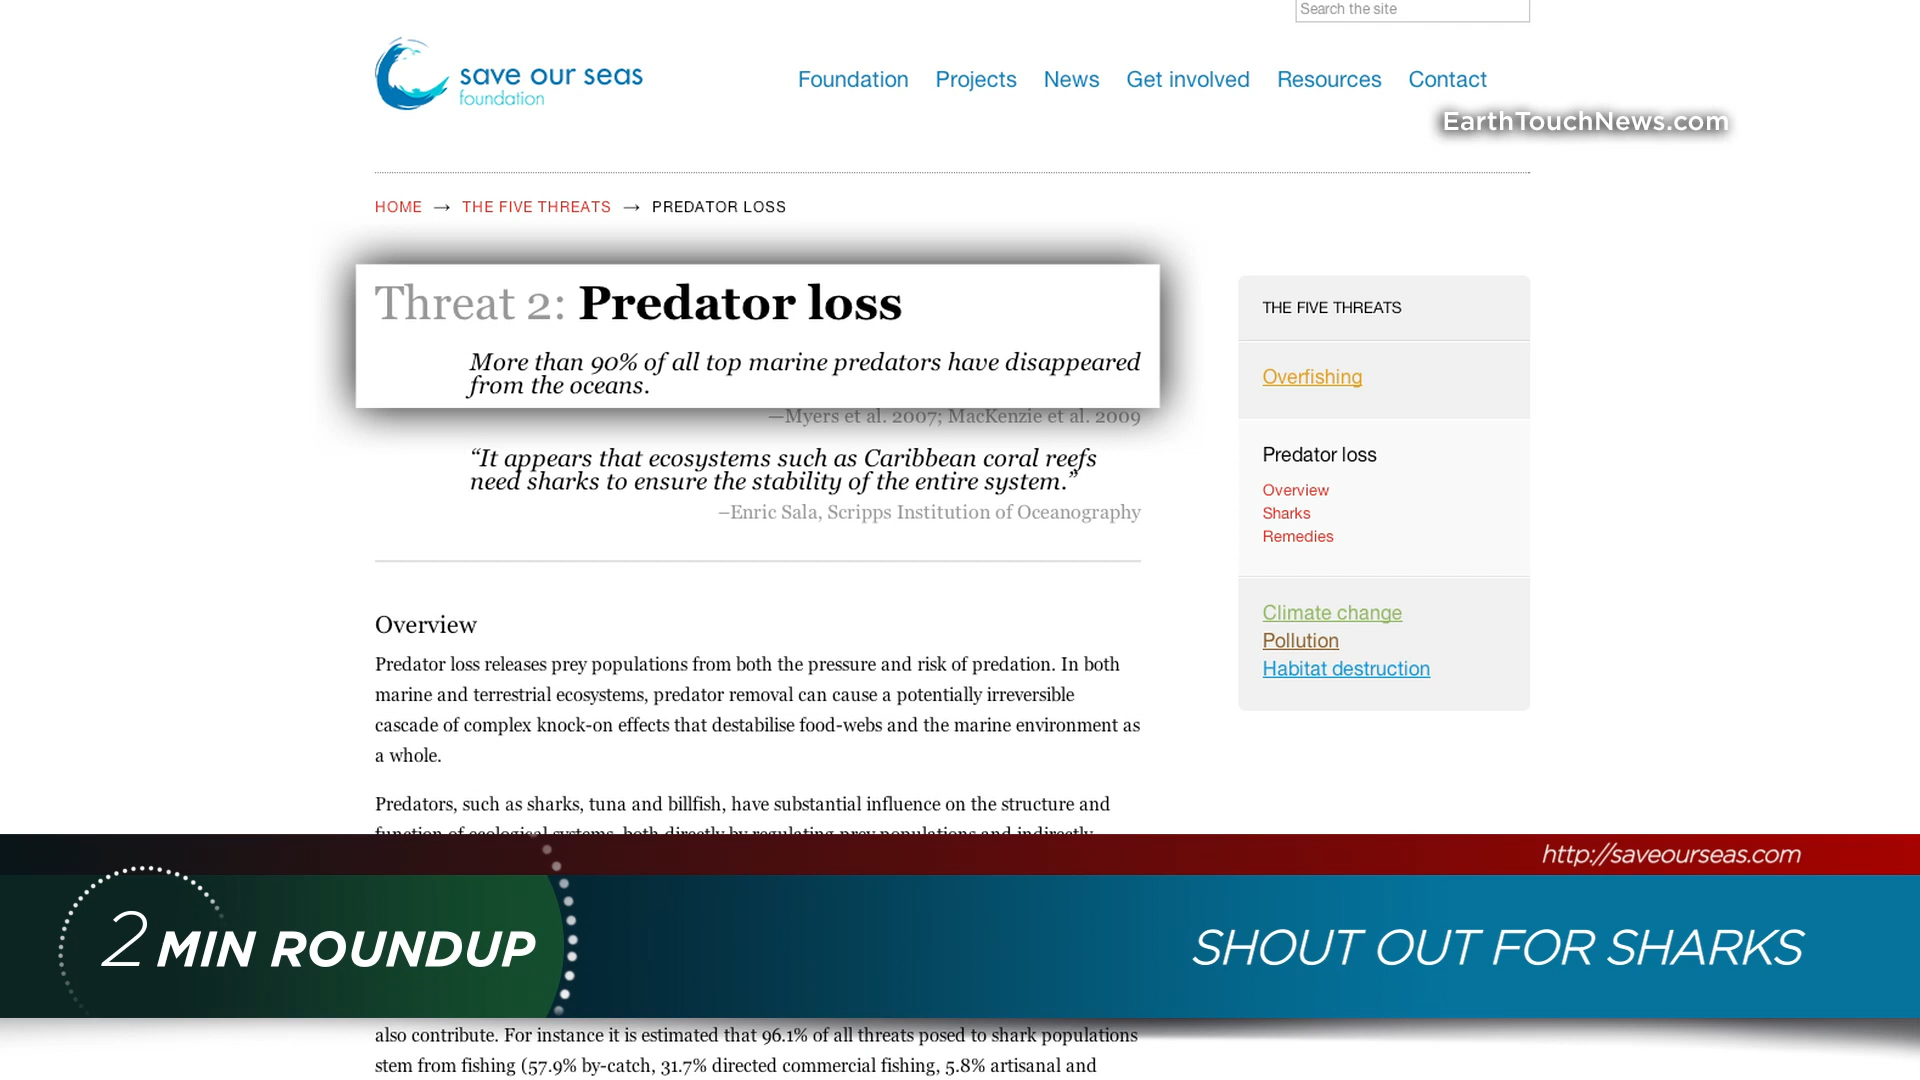 Search the site
save our seas
foundation
Foundation Projects News Get involved Resources Contact
EarthTouchNews.com
HOME → THE FIVE THREATS → PREDATOR LOSS
Threat 2: Predator loss
More than 90% of all top marine predators have disappeared
from the oceans.
—Myers et al. 2007; MacKenzie et al. 2009
“It appears that ecosystems such as Caribbean coral reefs
need sharks to ensure the stability of the entire system.”
–Enric Sala, Scripps Institution of Oceanography
THE FIVE THREATS
Overfishing
Predator loss
Overview
Sharks
Remedies
Climate change
Pollution
Habitat destruction
Overview
Predator loss releases prey populations from both the pressure and risk of predation. In both
marine and terrestrial ecosystems, predator removal can cause a potentially irreversible
cascade of complex knock-on effects that destabilise food-webs and the marine environment as
a whole.
Predators, such as sharks, tuna and billfish, have substantial influence on the structure and
function of ecological systems, both directly by regulating prey populations and indirectly
http://saveourseas.com
2 MIN ROUNDUP
SHOUT OUT FOR SHARKS
also contribute. For instance it is estimated that 96.1% of all threats posed to shark populations
stem from fishing (57.9% by-catch, 31.7% directed commercial fishing, 5.8% artisanal and